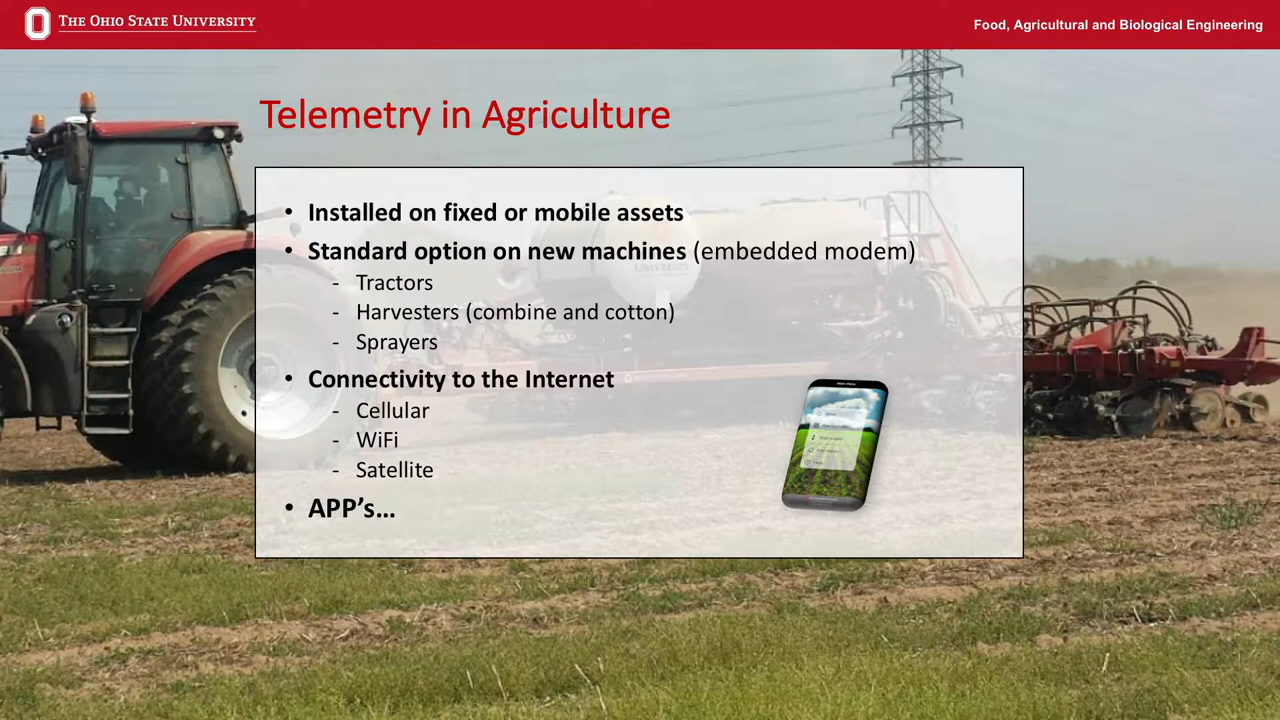 THE OHIO STATE UNIVERSITY
Food, Agricultural and Biological Engineering
Telemetry in Agriculture
• Installed on fixed or mobile assets
• Standard option on new machines (embedded modem)
- Tractors
- Harvesters (combine and cotton)
- Sprayers
• Connectivity to the Internet
- Cellular
- WiFi
- Satellite
• APP’s…